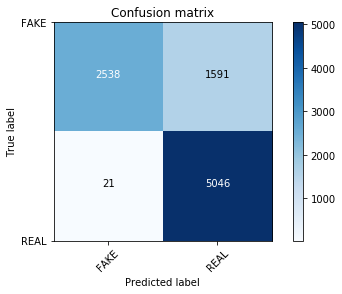 Confusion matrix
FAKE
REAL
True label
2538
1591
21
5046
FAKE
REAL
Predicted label
5000
4000
3000
2000
1000